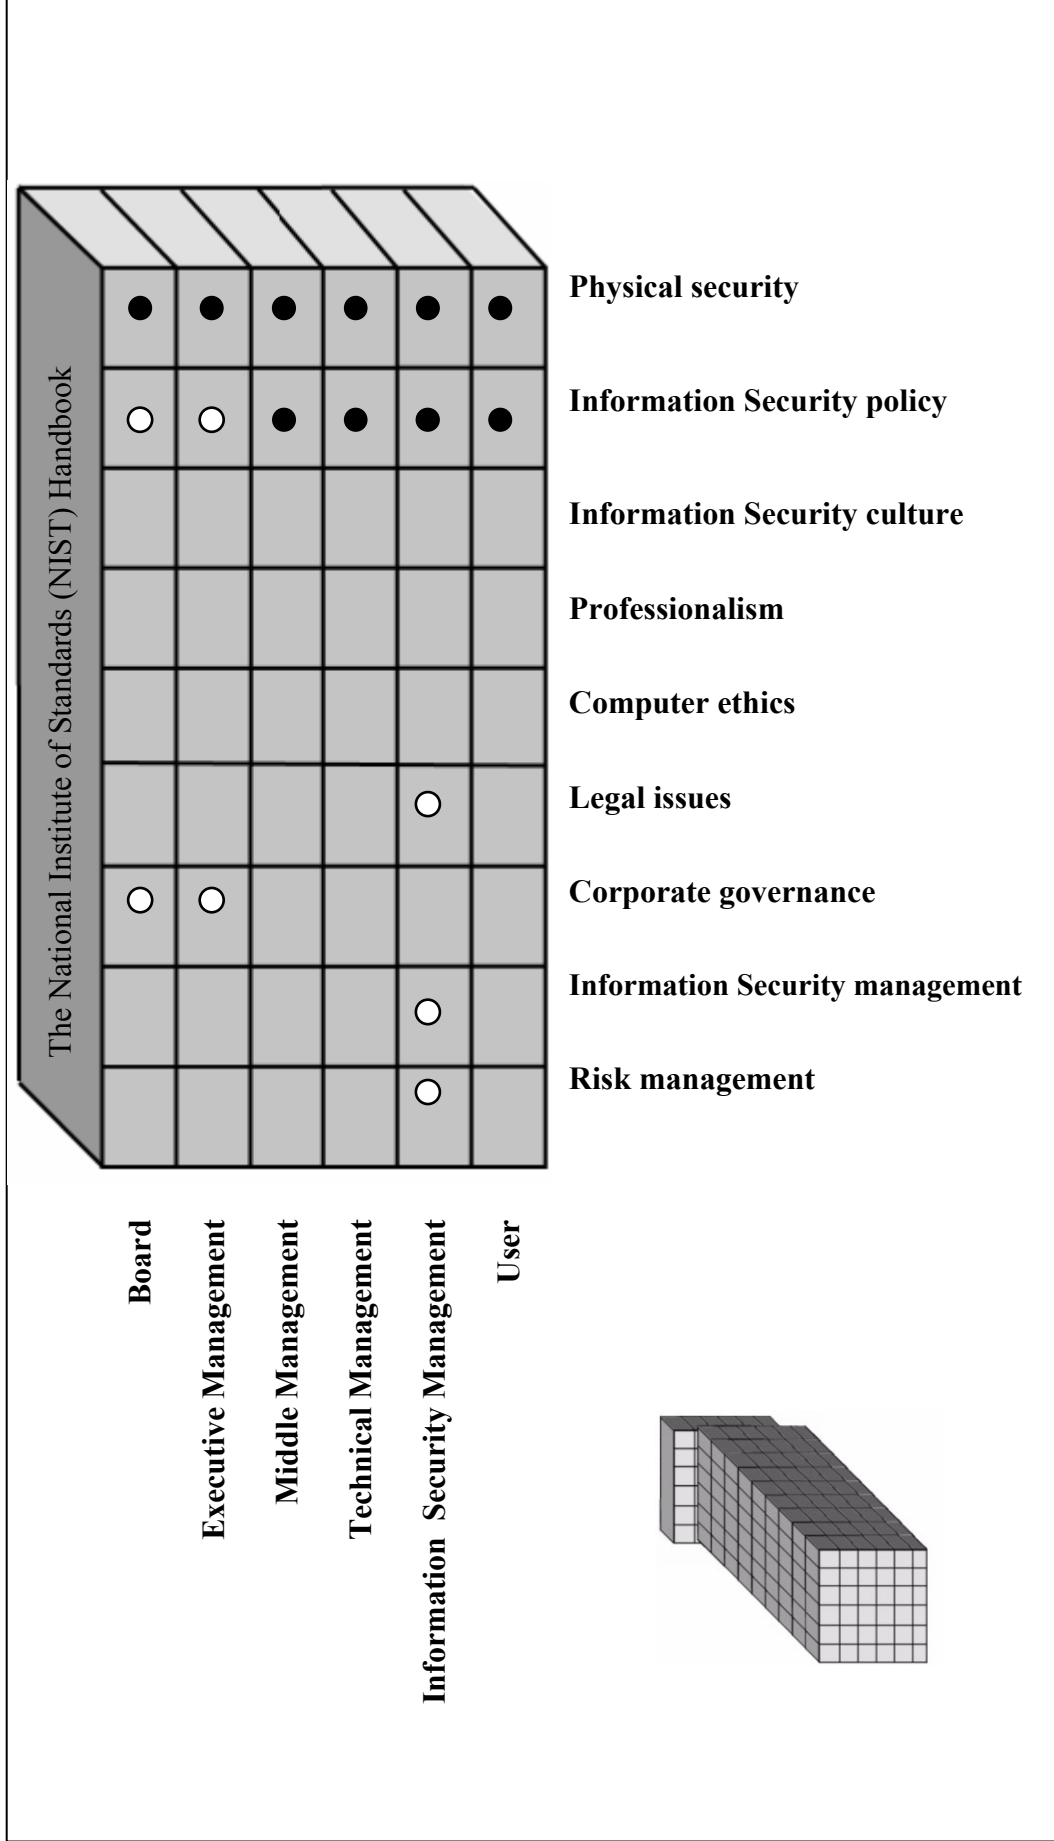 The National Institute of Standards (NIST) Handbook
Physical security
Information Security policy
Information Security culture
Professionalism
Computer ethics
Legal issues
Corporate governance
Information Security management
Risk management
Board
Executive Management
Middle Management
Technical Management
Information Security Management
User